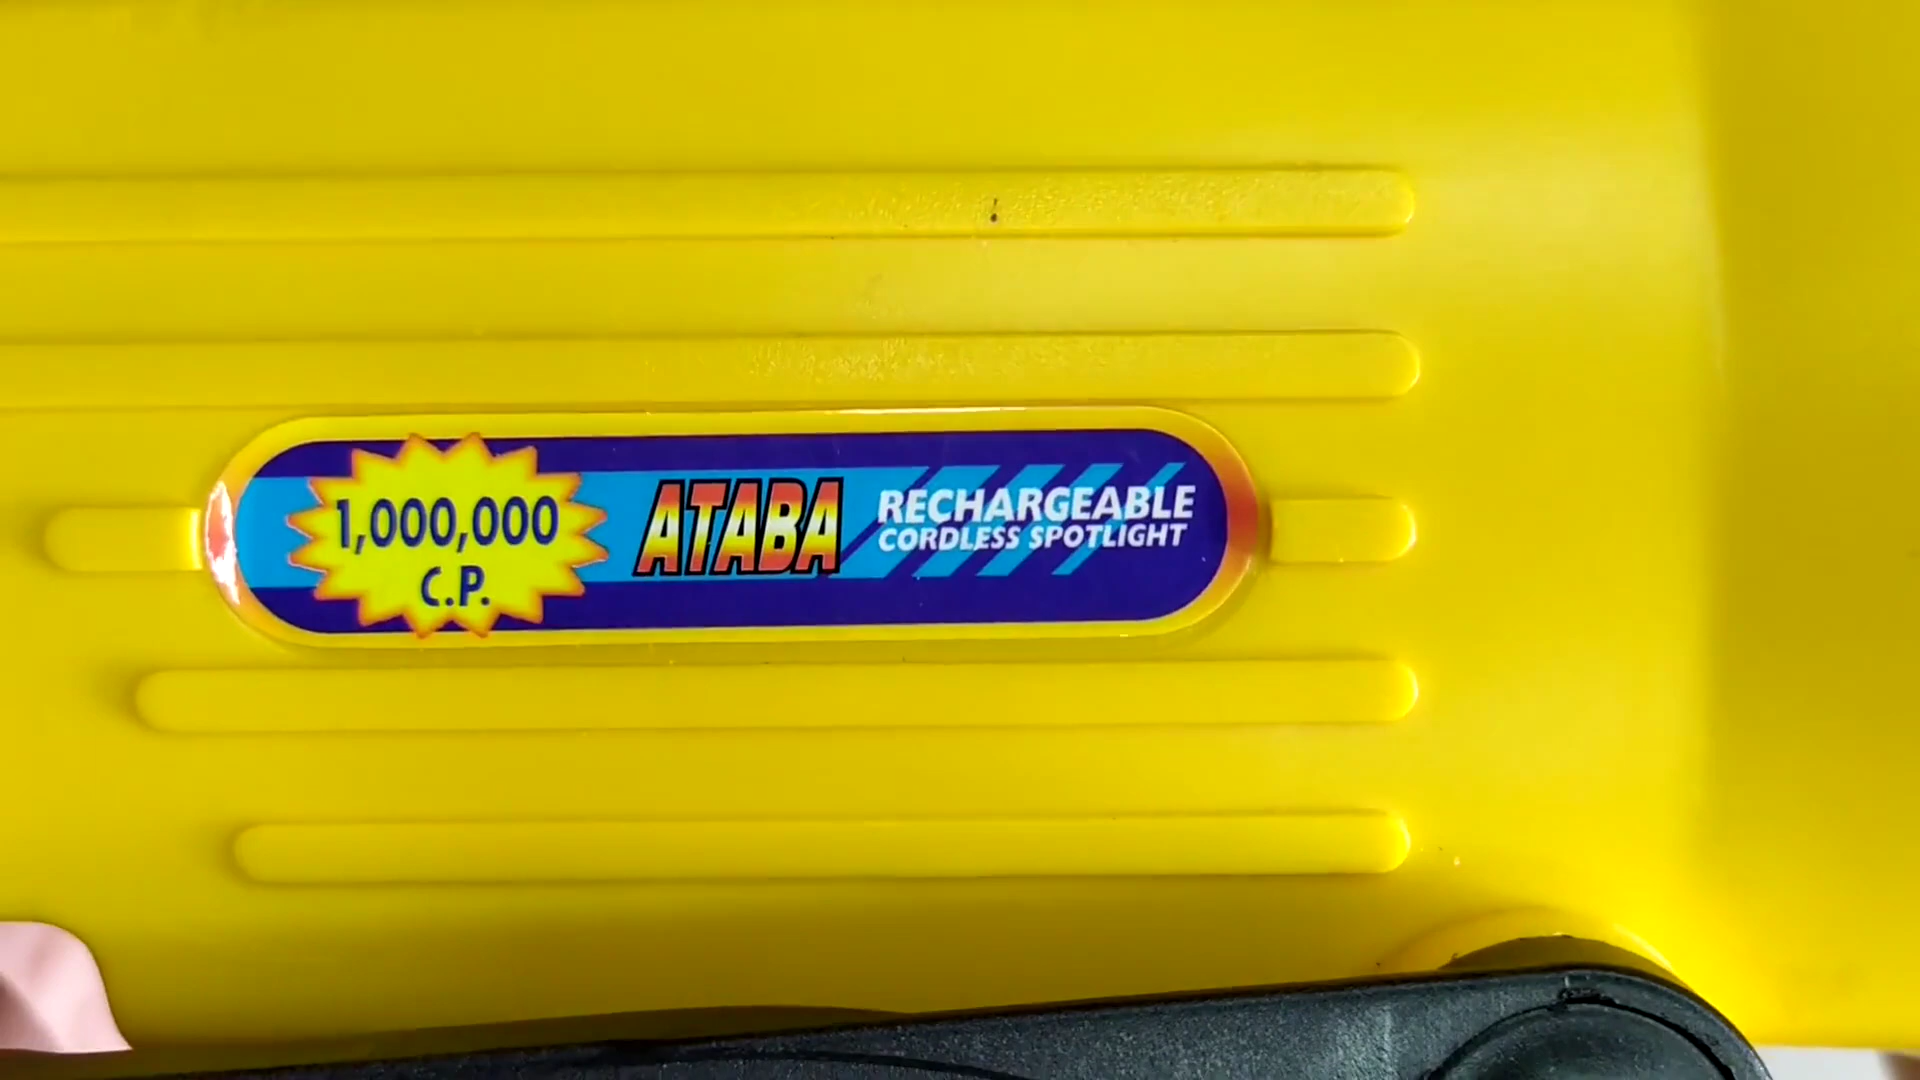 1,000,000
C.P.
ATABA
RECHARGEABLE
CORDLESS SPOTLIGHT